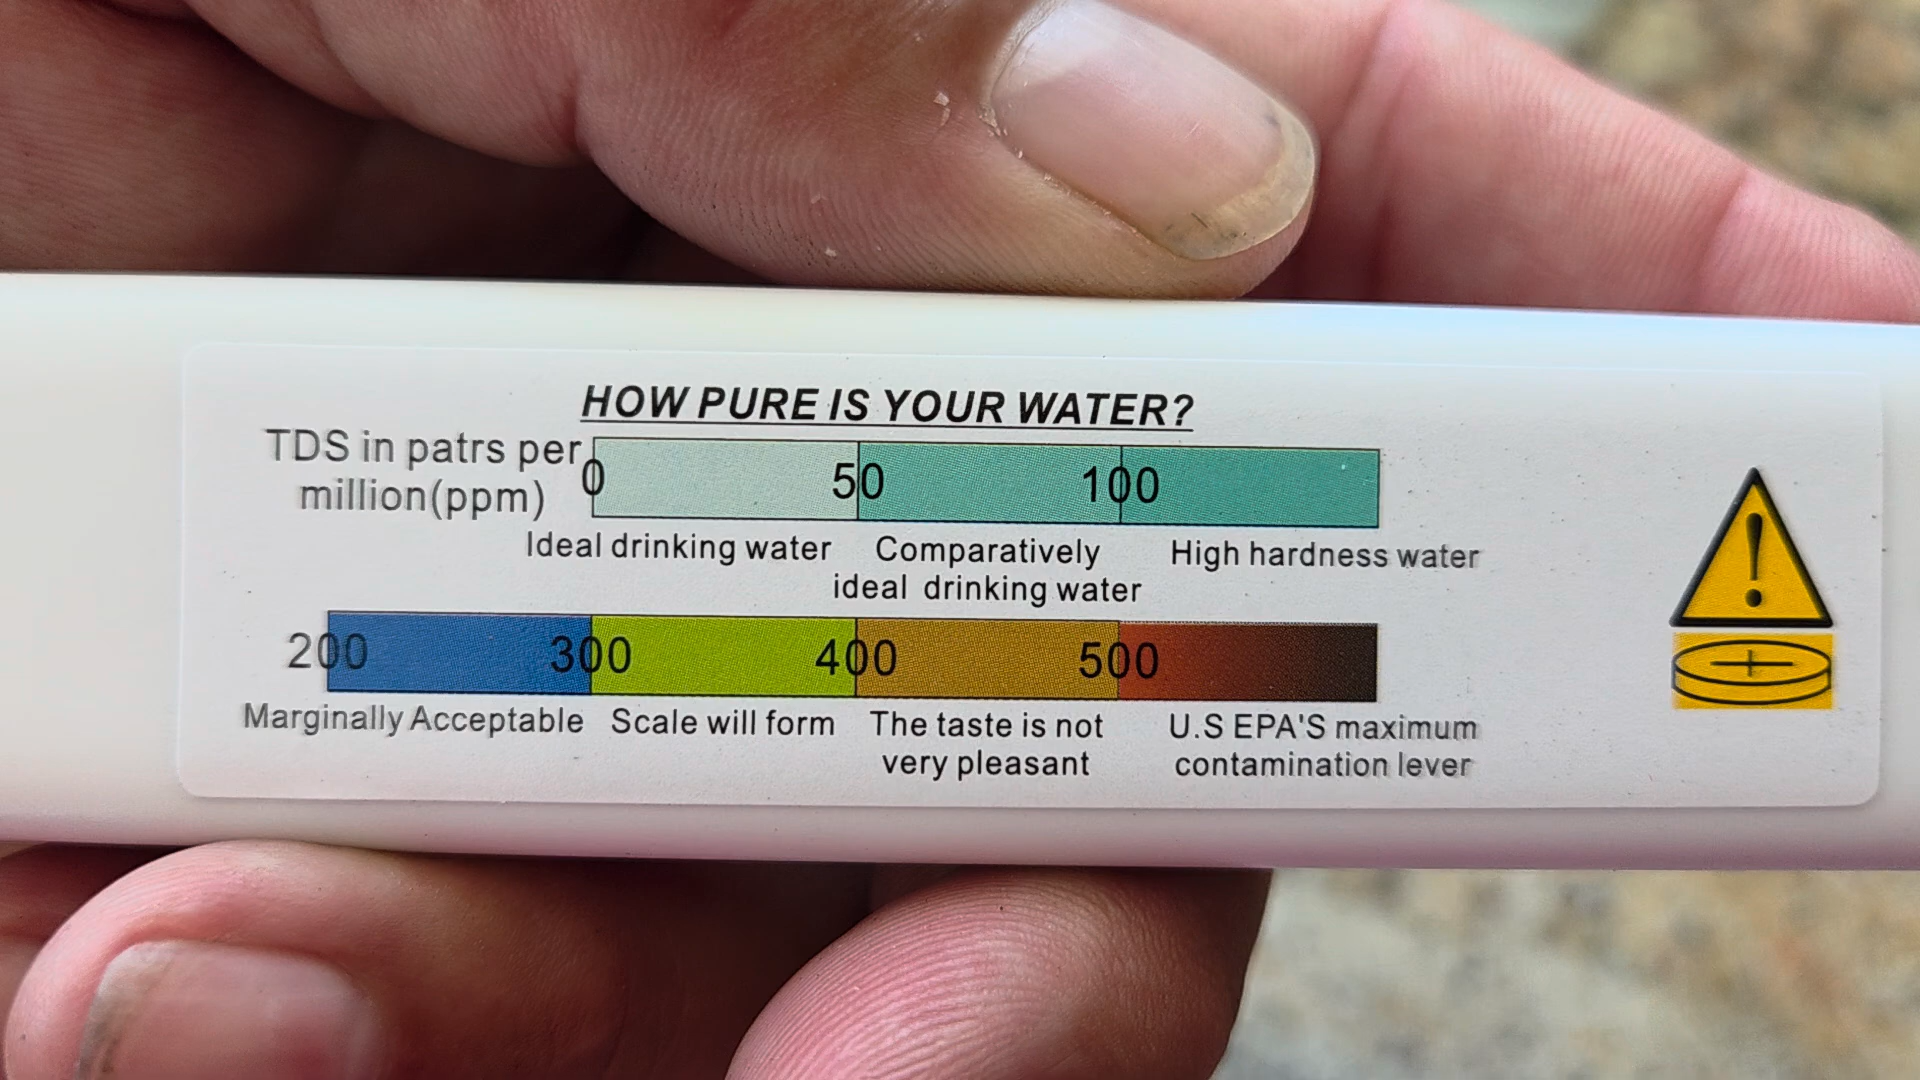 HOW PURE IS YOUR WATER?
TDS in patrs per
million(ppm)
0 50 100
Ideal drinking water Comparatively
ideal drinking water High hardness water
200 300 400 500
Marginally Acceptable Scale will form The taste is not
very pleasant U.S EPA'S maximum
contamination lever